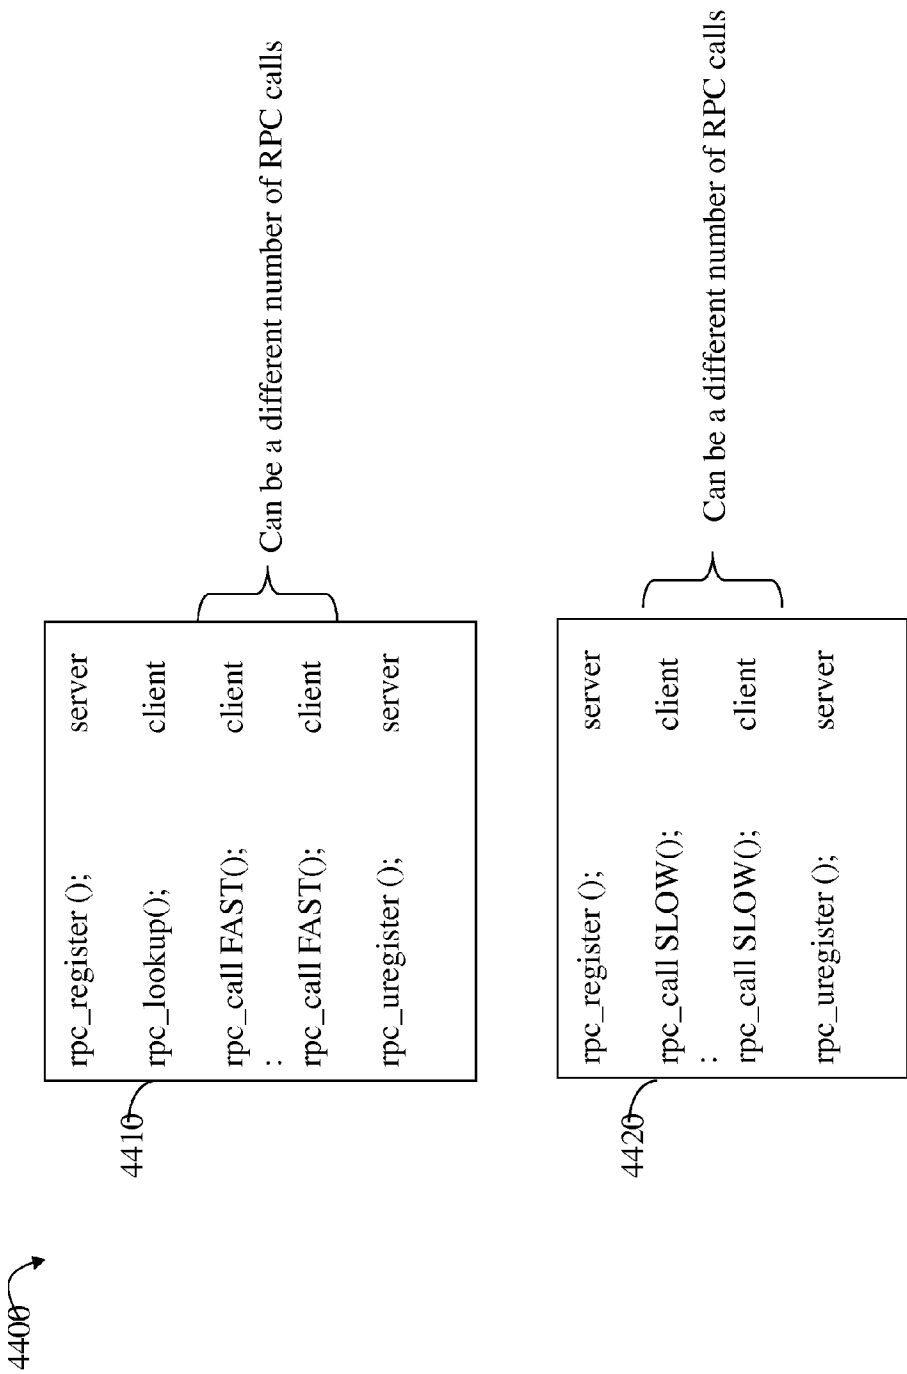 4400
4410
rpc_register (); server
rpc_lookup(); client
rpc_call FAST(); client
:
rpc_call FAST(); client
rpc_uregister (); server
Can be a different number of RPC calls
4420
rpc_register (); server
rpc_call SLOW(); client
:
rpc_call SLOW(); client
rpc_uregister (); server
Can be a different number of RPC calls